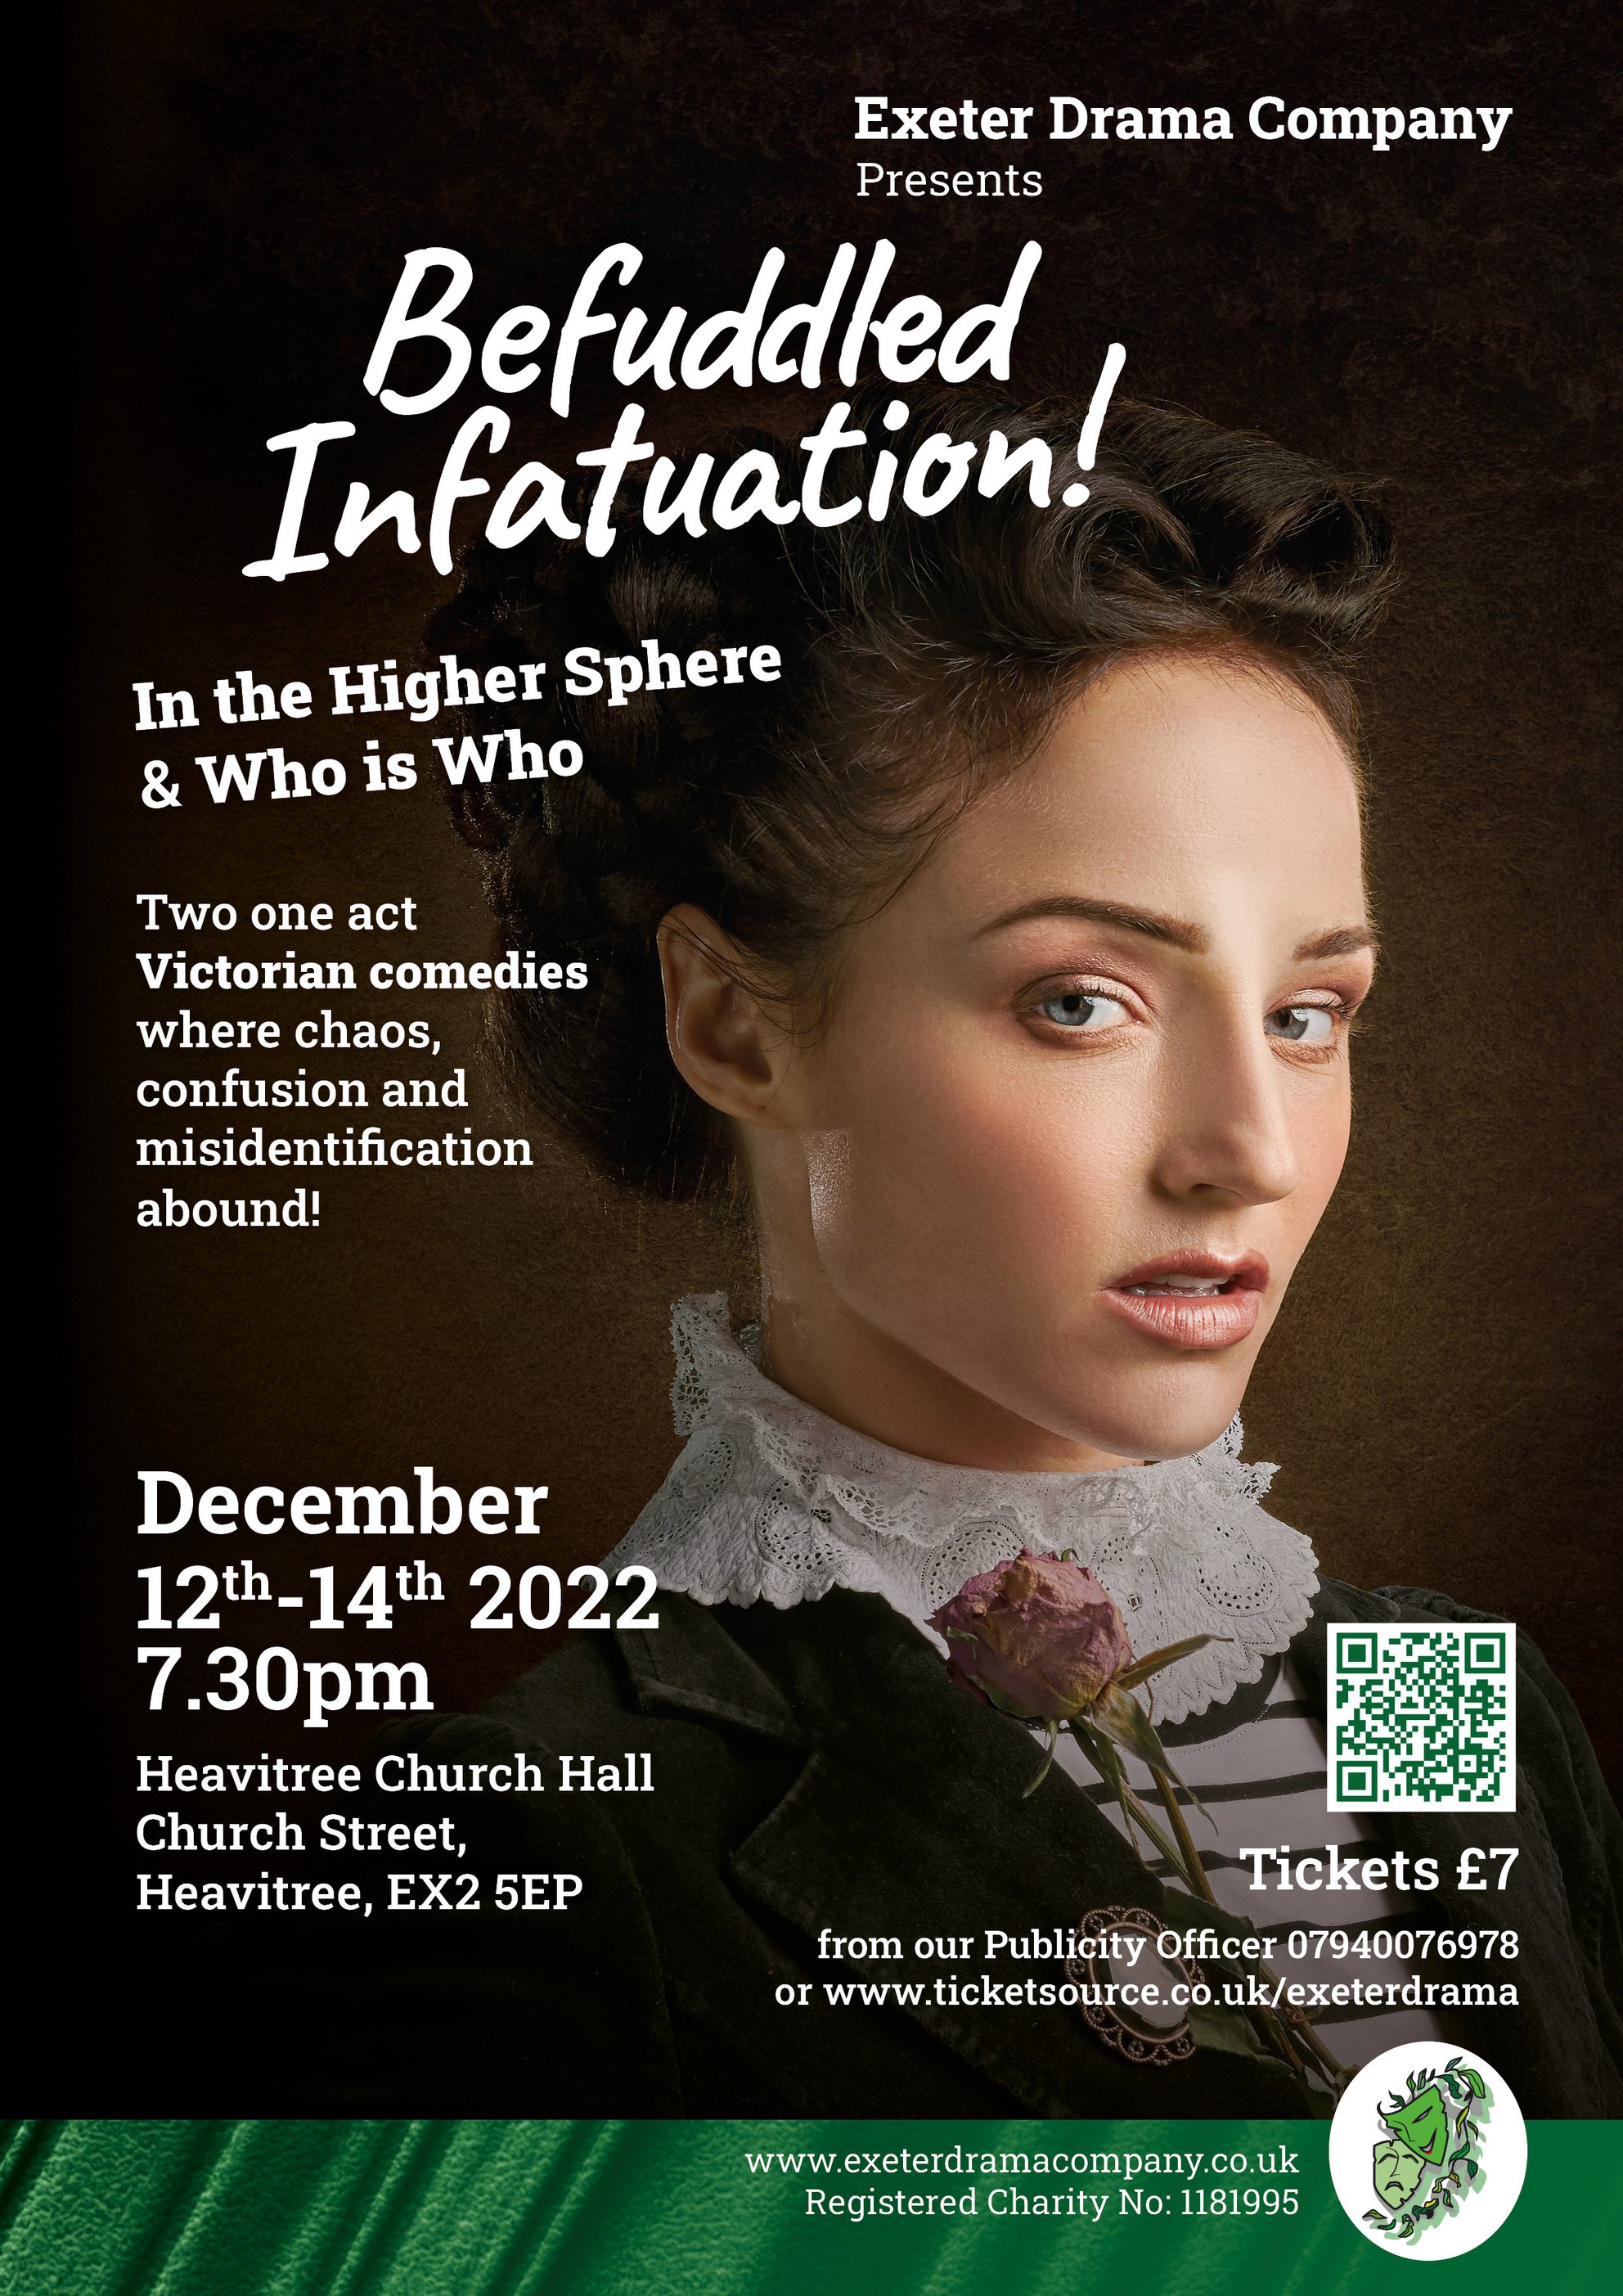 Exeter Drama Company
Presents
Befuddled
Infatuation!
In the Higher Sphere
& Who is Who
Two one act
Victorian comedies
where chaos,
confusion and
misidentification
abound!
December
12th-14th 2022
7.30pm
Heavitree Church Hall
Church Street,
Heavitree, EX2 5EP
Tickets £7
from our Publicity Officer 07940076978
or www.ticketsource.co.uk/exeterdrama
www.exeterdramacompany.co.uk
Registered Charity No: 1181995